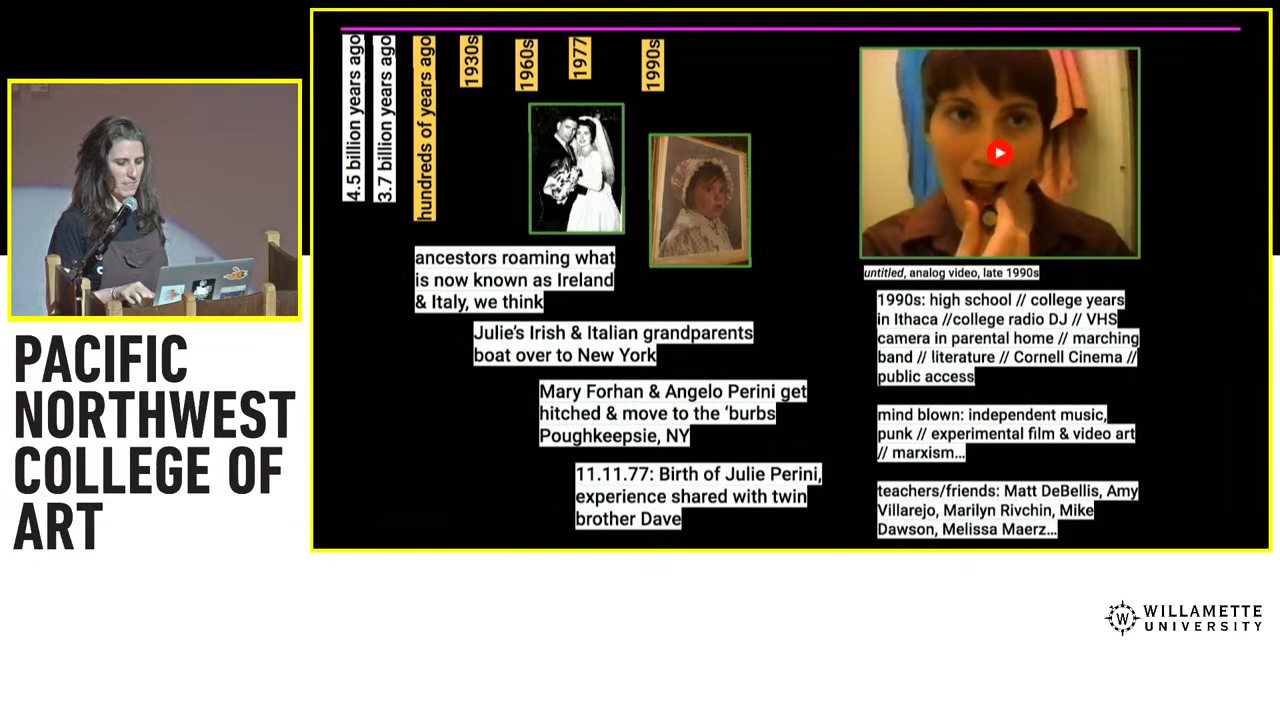 4.5 billion years ago
3.7 billion years ago
hundreds of years ago
1930s
1960s
1977
1990s
ancestors roaming what
is now known as Ireland
& Italy, we think
Julie's Irish & Italian grandparents
boat over to New York
Mary Forhan & Angelo Perini get
hitched & move to the ‘burbs
Poughkeepsie, NY
11.11.77: Birth of Julie Perini,
experience shared with twin
brother Dave
untitled, analog video, late 1990s
1990s: high school // college years
in Ithaca //college radio DJ // VHS
camera in parental home // marching
band // literature // Cornell Cinema //
public access
mind blown: independent music,
punk // experimental film & video art
// marxism…
teachers/friends: Matt DeBellis, Amy
Villarejo, Marilyn Rivchin, Mike
Dawson, Melissa Maerz…
PACIFIC
NORTHWEST
COLLEGE OF
ART
W
WILLAMETTE
UNIVERSITY